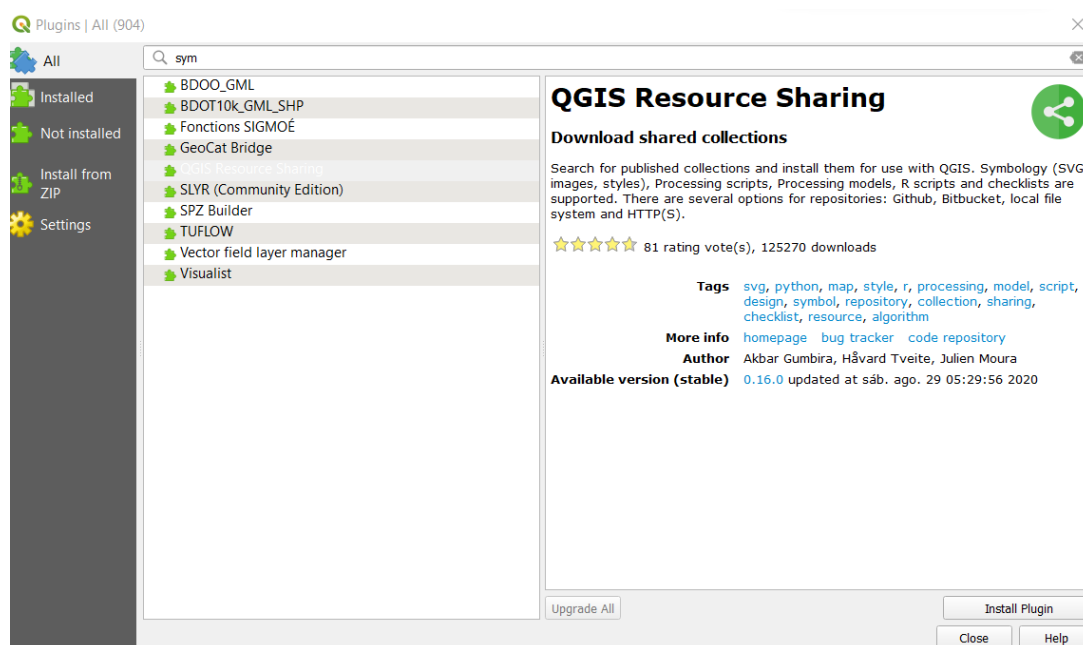 Plugins | All (904)
All
Installed
Not installed
Install from
ZIP
Settings
sym
BDOO_GML
BDOT10k_GML_SHP
Fonctions SIGMOÉ
GeoCat Bridge
QGIS Resource Sharing
SLYR (Community Edition)
SPZ Builder
TUFLOW
Vector field layer manager
Visualist
QGIS Resource Sharing
Download shared collections
Search for published collections and install them for use with QGIS. Symbology (SVG
images, styles), Processing scripts, Processing models, R scripts and checklists are
supported. There are several options for repositories: Github, Bitbucket, local file
system and HTTP(S).
81 rating vote(s), 125270 downloads
Tags svg, python, map, style, r, processing, model, script,
design, symbol, repository, collection, sharing,
checklist, resource, algorithm
More info homepage bug tracker code repository
Author Akbar Gumbira, Håvard Tveite, Julien Moura
Available version (stable) 0.16.0 updated at sáb. ago. 29 05:29:56 2020
Upgrade All
Install Plugin
Close
Help